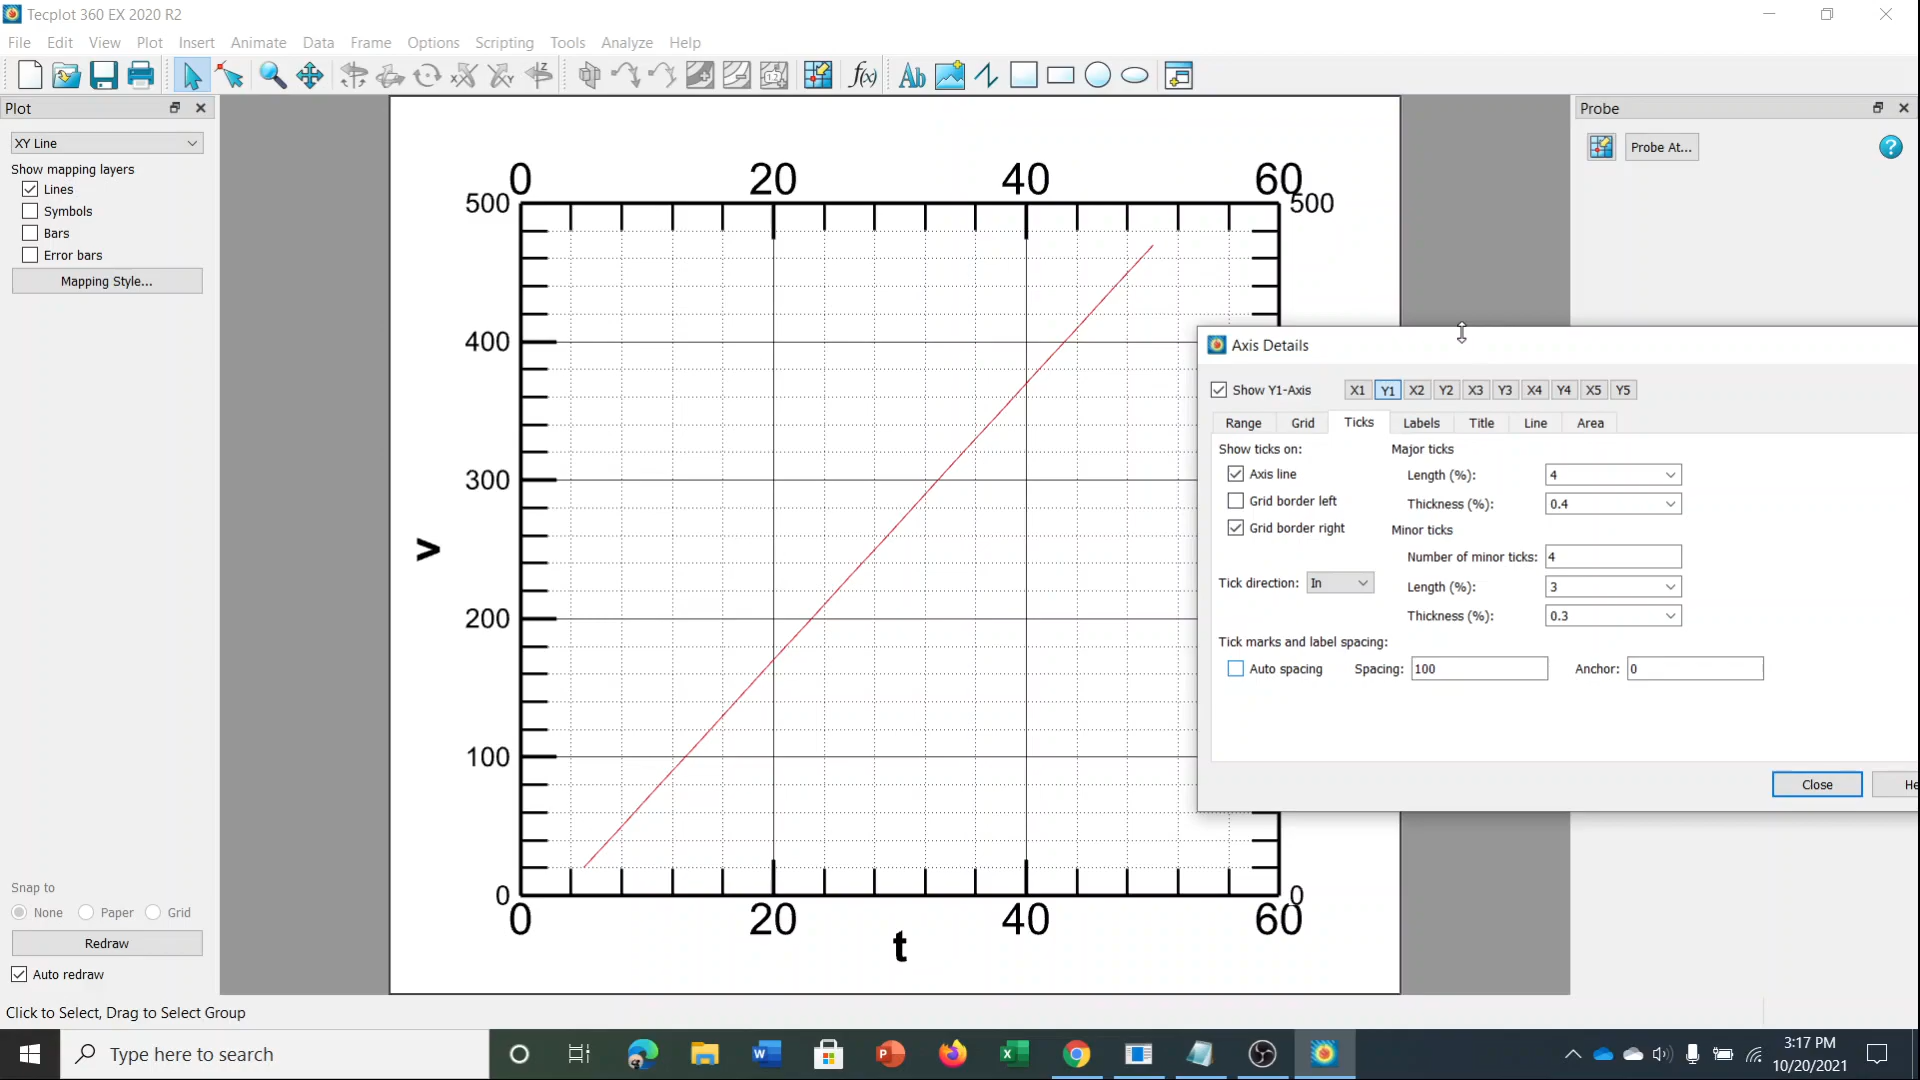 Tecplot 360 EX 2020 R2
File Edit View Plot Insert Animate Data Frame Options Scripting Tools Analyze Help
Plot
XY Line
Show mapping layers
Lines
Symbols
Bars
Error bars
Mapping Style...
Snap to
None Paper Grid
Redraw
Auto redraw
Click to Select, Drag to Select Group
0 20 40 60
500 500
400
300
200
100
0 0
0 20 40 60
v
t
Probe
Probe At...
Axis Details
Show Y1-Axis X1 Y1 X2 Y2 X3 Y3 X4 Y4 X5 Y5
Range Grid Ticks Labels Title Line Area
Show ticks on: Major ticks
Axis line Length (%): 4
Grid border left Thickness (%): 0.4
Grid border right Minor ticks
Number of minor ticks: 4
Tick direction: In Length (%): 3
Thickness (%): 0.3
Tick marks and label spacing:
Auto spacing Spacing: 100 Anchor: 0
Close He
Type here to search
3:17 PM
10/20/2021